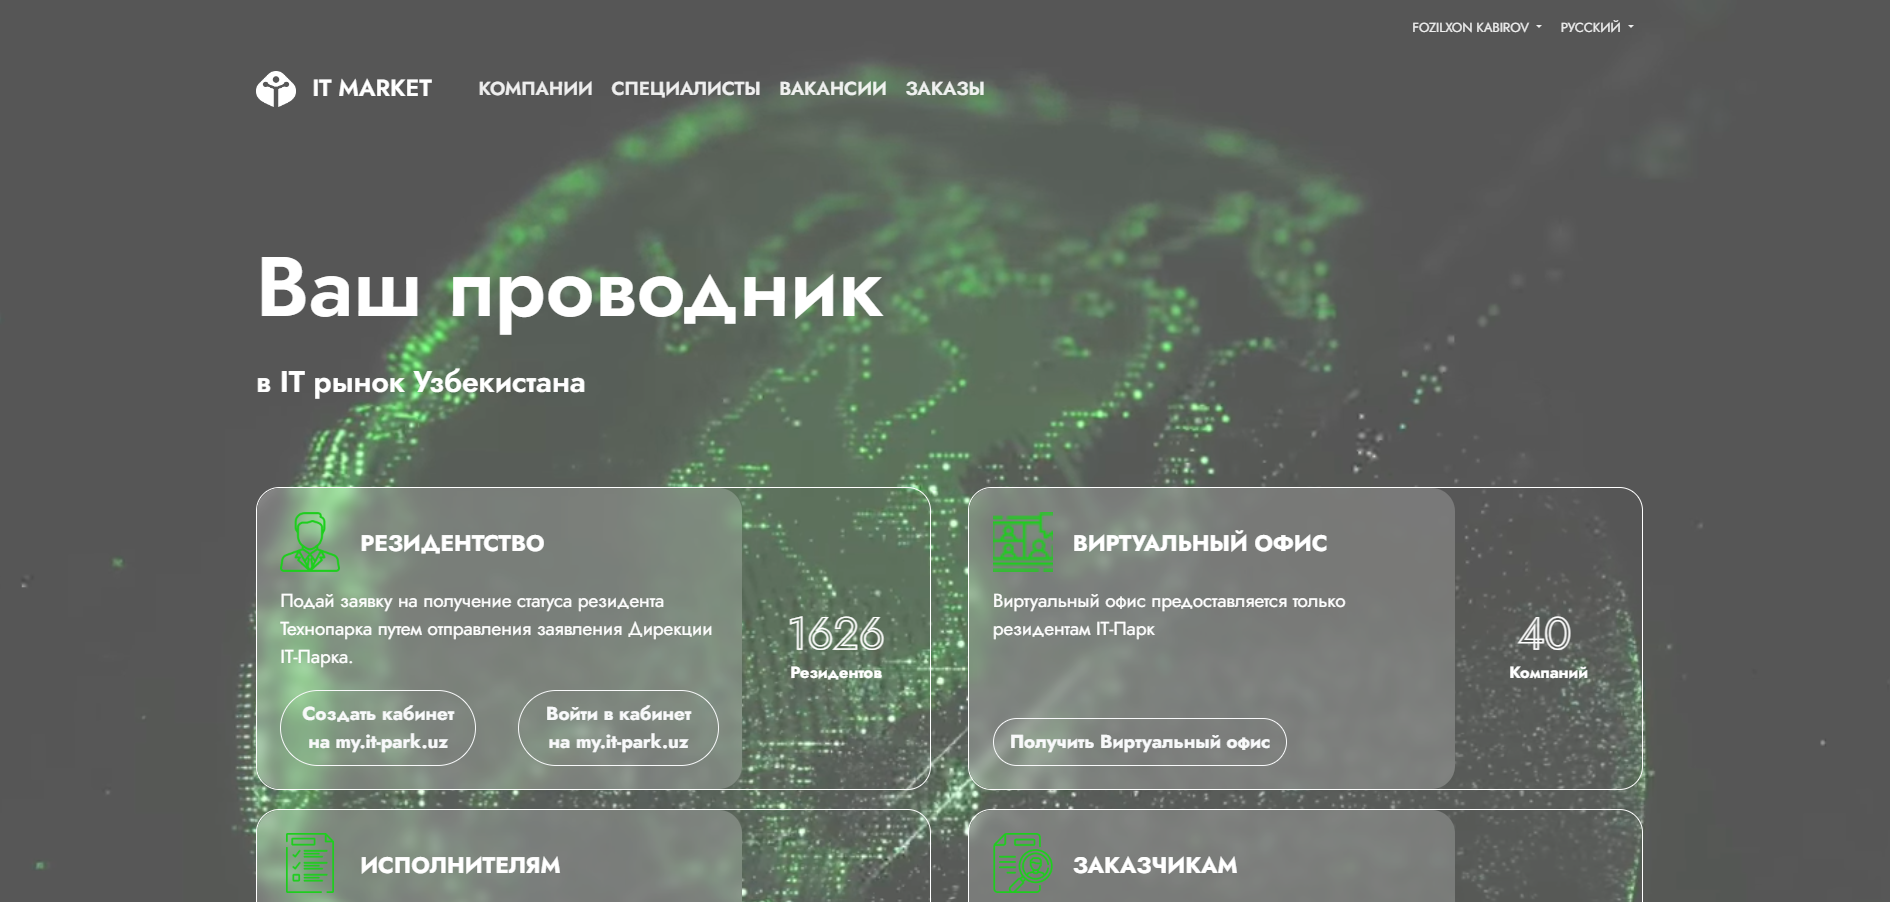 FOZILXON KABIROV
РУССКИЙ
IT MARKET
КОМПАНИИ СПЕЦИАЛИСТЫ ВАКАНСИИ ЗАКАЗЫ
Ваш проводник
в IT рынок Узбекистана
РЕЗИДЕНТСТВО
Подай заявку на получение статуса резидента
Технопарка путем отправления заявления Дирекции
IT-Парка.
Создать кабинет
на my.it-park.uz
Войти в кабинет
на my.it-park.uz
1626
Резидентов
ВИРТУАЛЬНЫЙ ОФИС
Виртуальный офис предоставляется только
резидентам IT-Парк
Получить Виртуальный офис
40
Компаний
ИСПОЛНИТЕЛЯМ
ЗАКАЗЧИКАМ